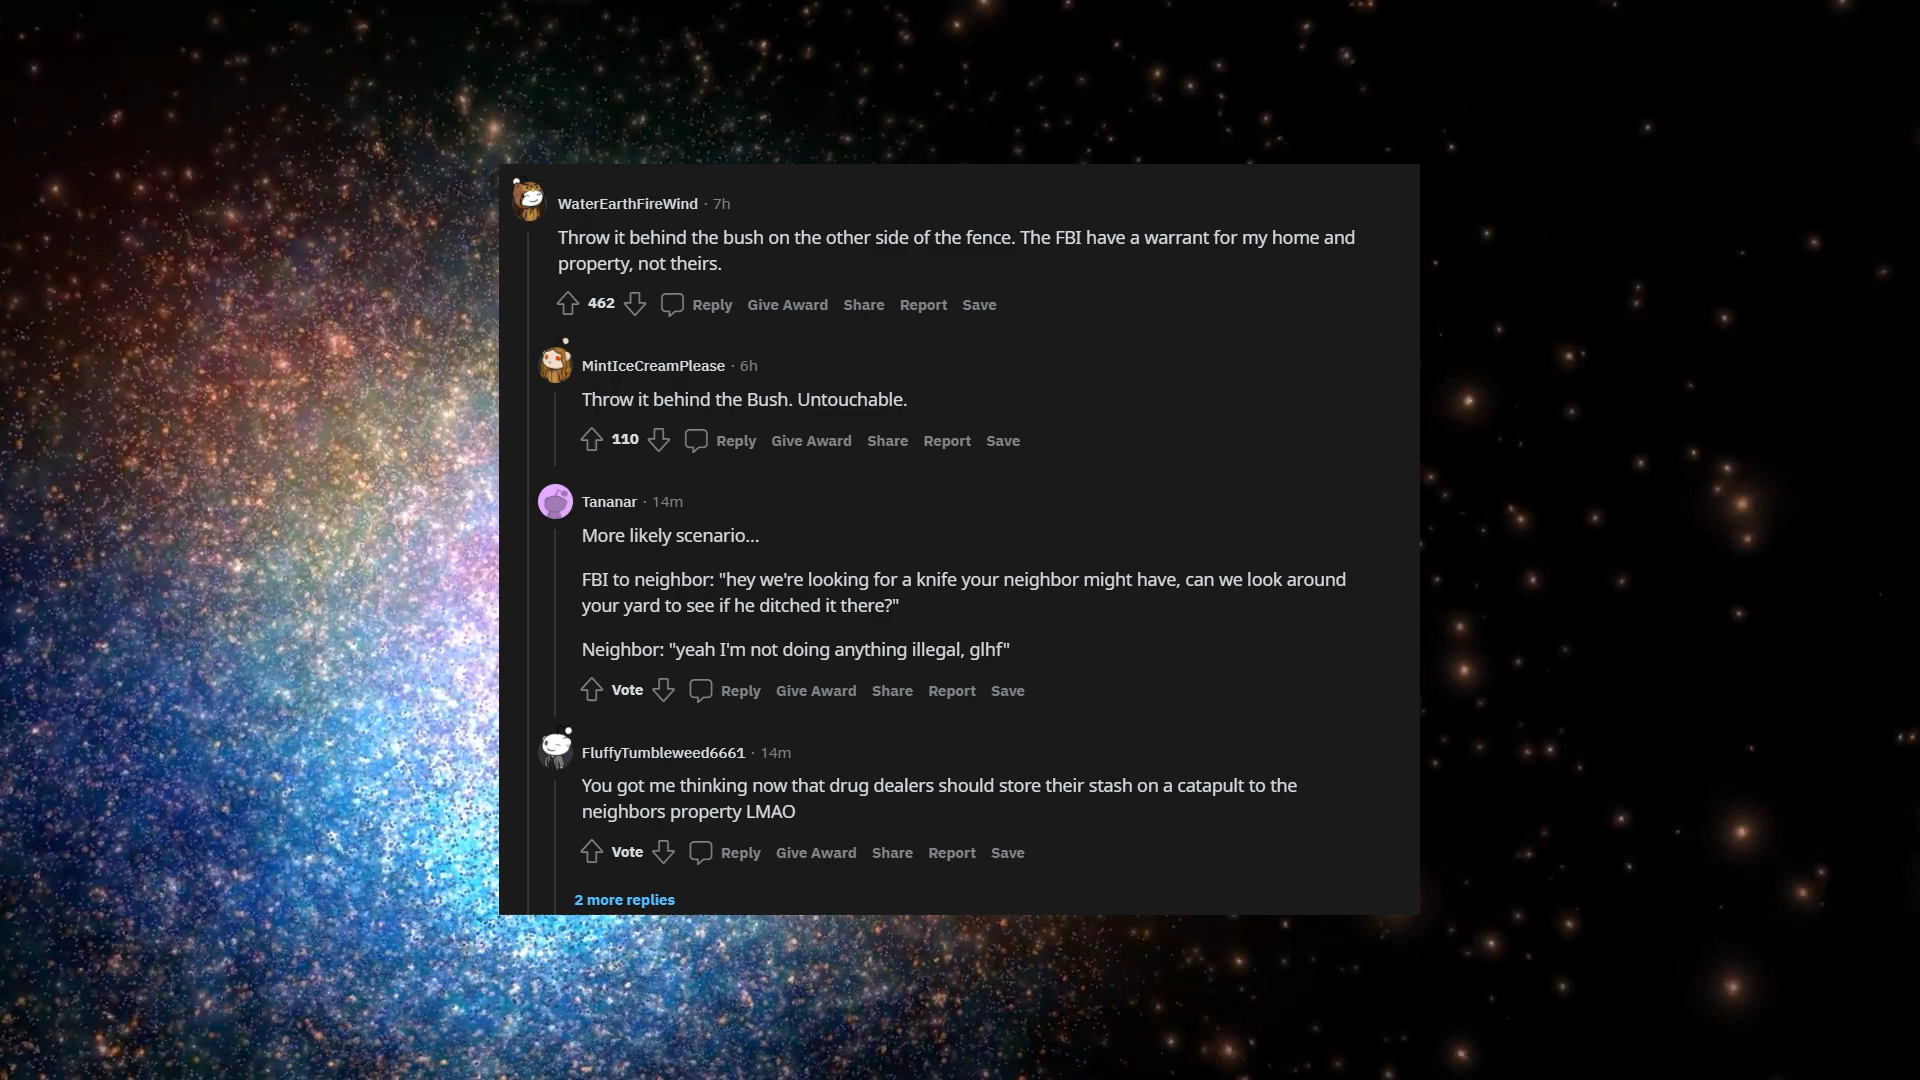 WaterEarthFireWind · 7h
Throw it behind the bush on the other side of the fence. The FBI have a warrant for my home and
property, not theirs.
462 Reply Give Award Share Report Save
MintIceCreamPlease · 6h
Throw it behind the Bush. Untouchable.
110 Reply Give Award Share Report Save
Tananar · 14m
More likely scenario...
FBI to neighbor: "hey we're looking for a knife your neighbor might have, can we look around
your yard to see if he ditched it there?"
Neighbor: "yeah I'm not doing anything illegal, glhf"
Vote Reply Give Award Share Report Save
FluffyTumbleweed6661 · 14m
You got me thinking now that drug dealers should store their stash on a catapult to the
neighbors property LMAO
Vote Reply Give Award Share Report Save
2 more replies